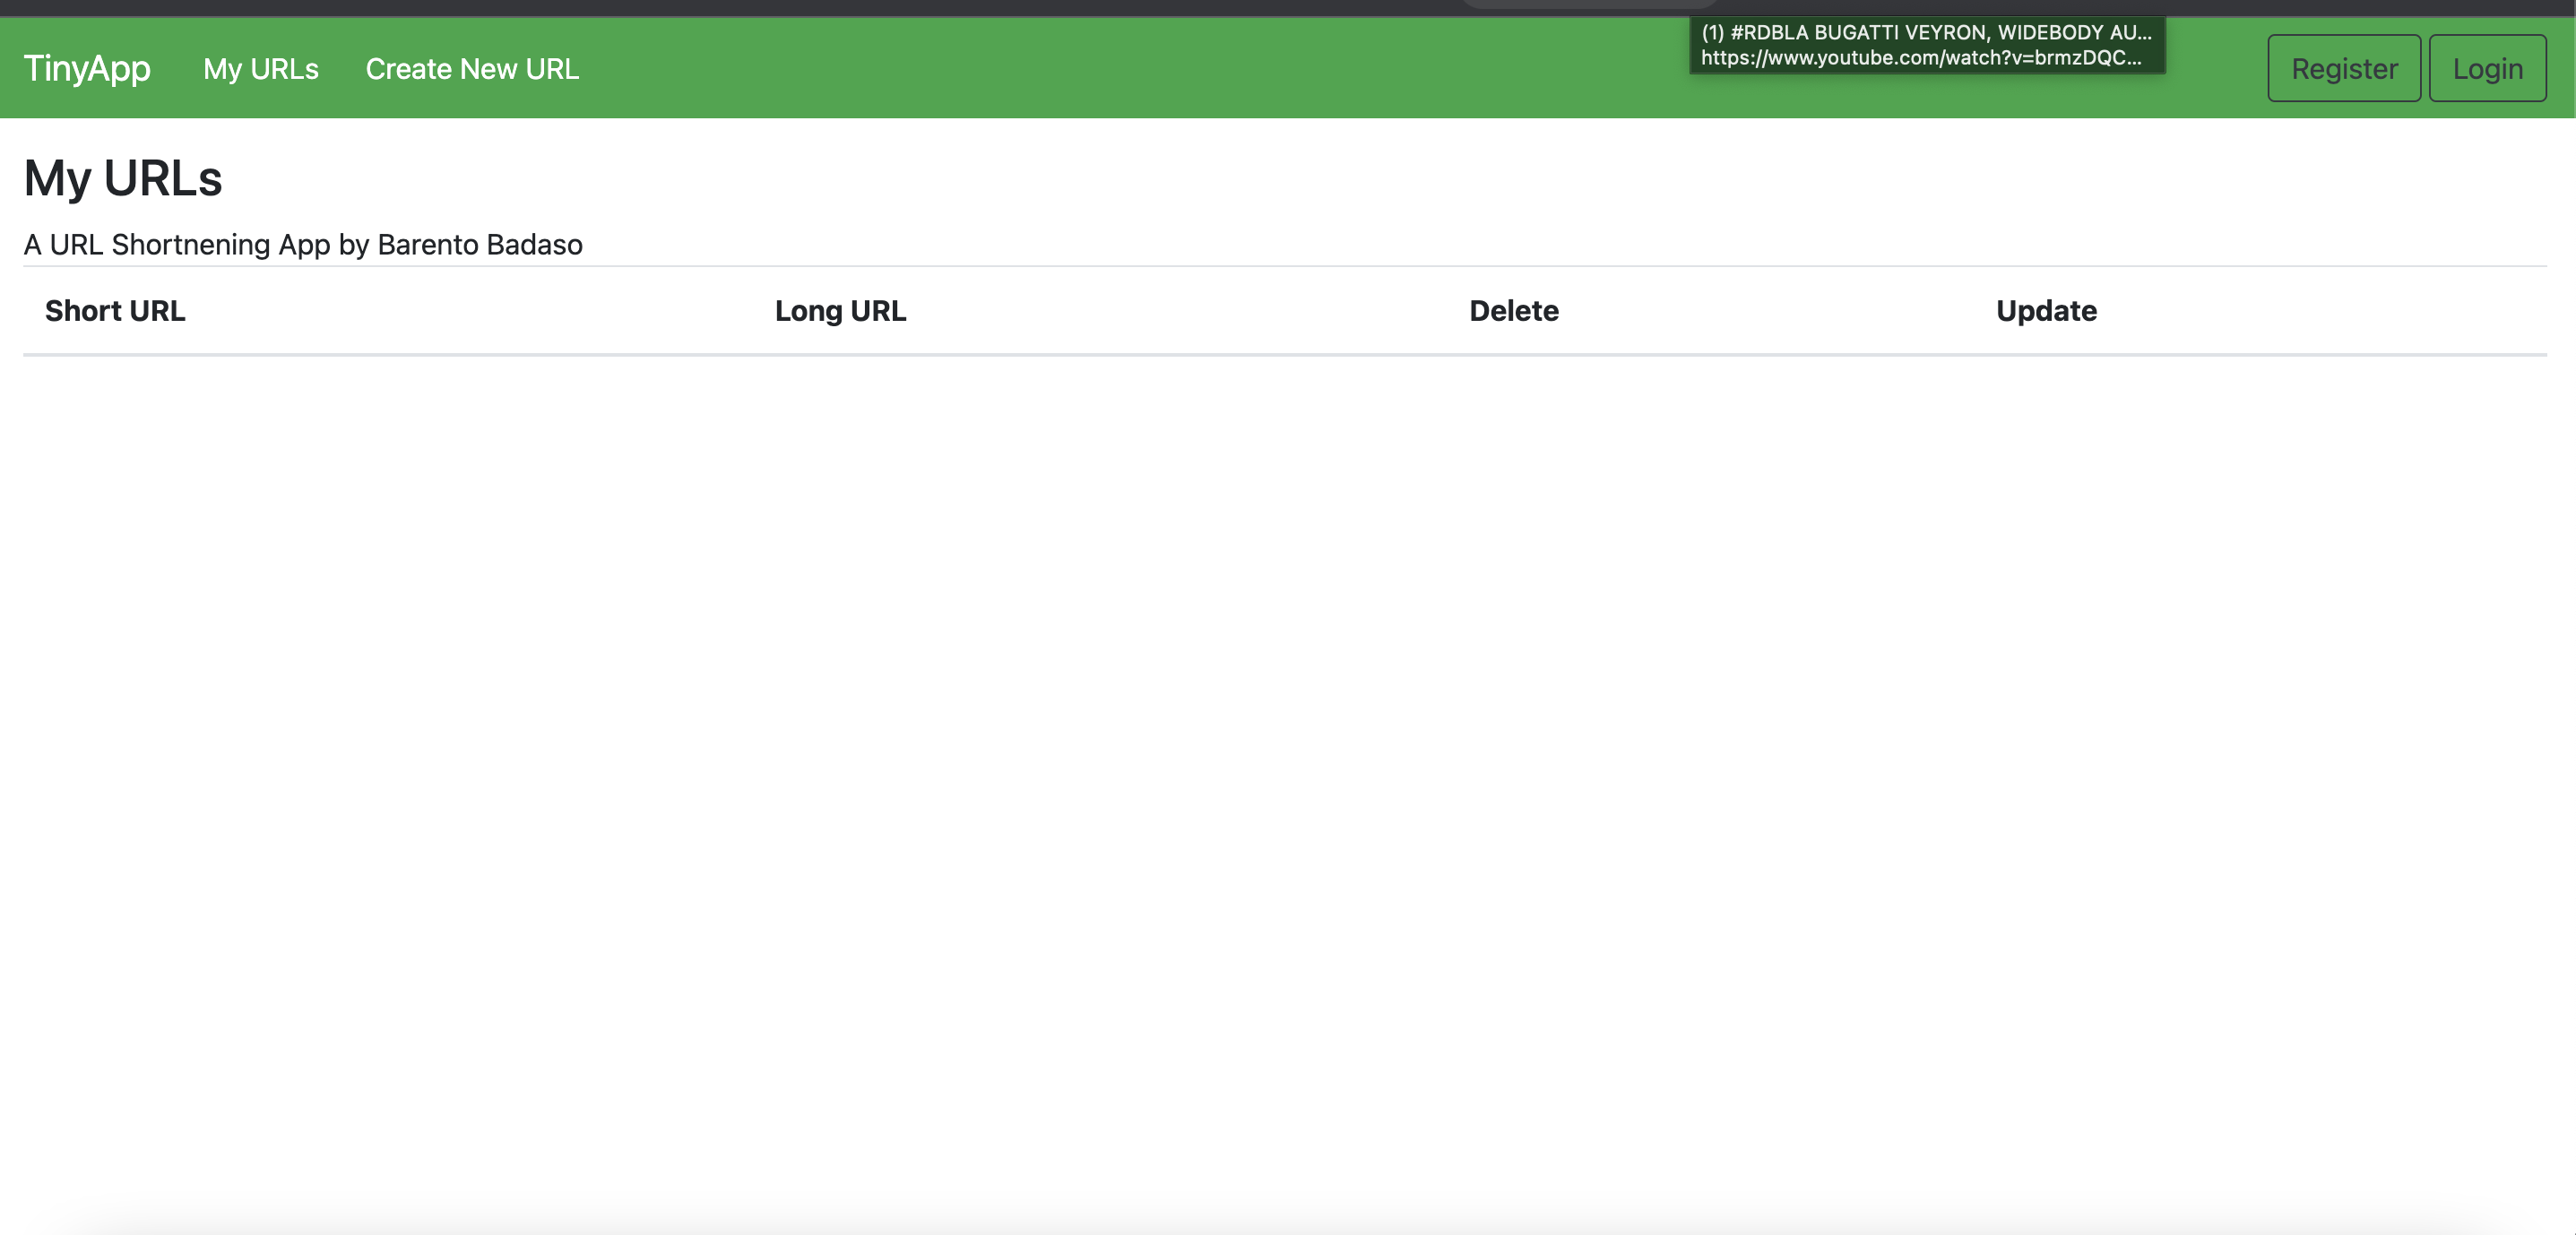 (1) #RDBLA BUGATTI VEYRON, WIDEBODY AU...
https://www.youtube.com/watch?v=brmzDQC...
TinyApp My URLs Create New URL Register Login
My URLs
A URL Shortnening App by Barento Badaso
Short URL Long URL Delete Update